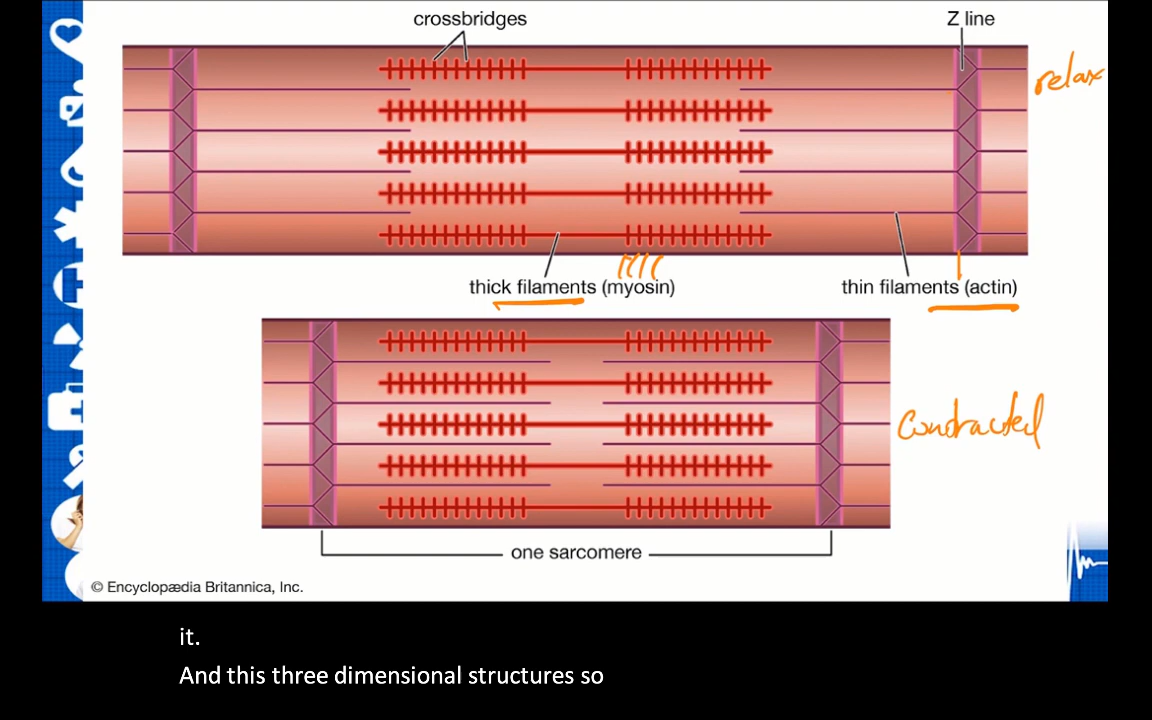 crossbridges
Z line
relax
thick filaments (myosin)
thin filaments (actin)
contracted
one sarcomere
© Encyclopædia Britannica, Inc.
it.
And this three dimensional structures so